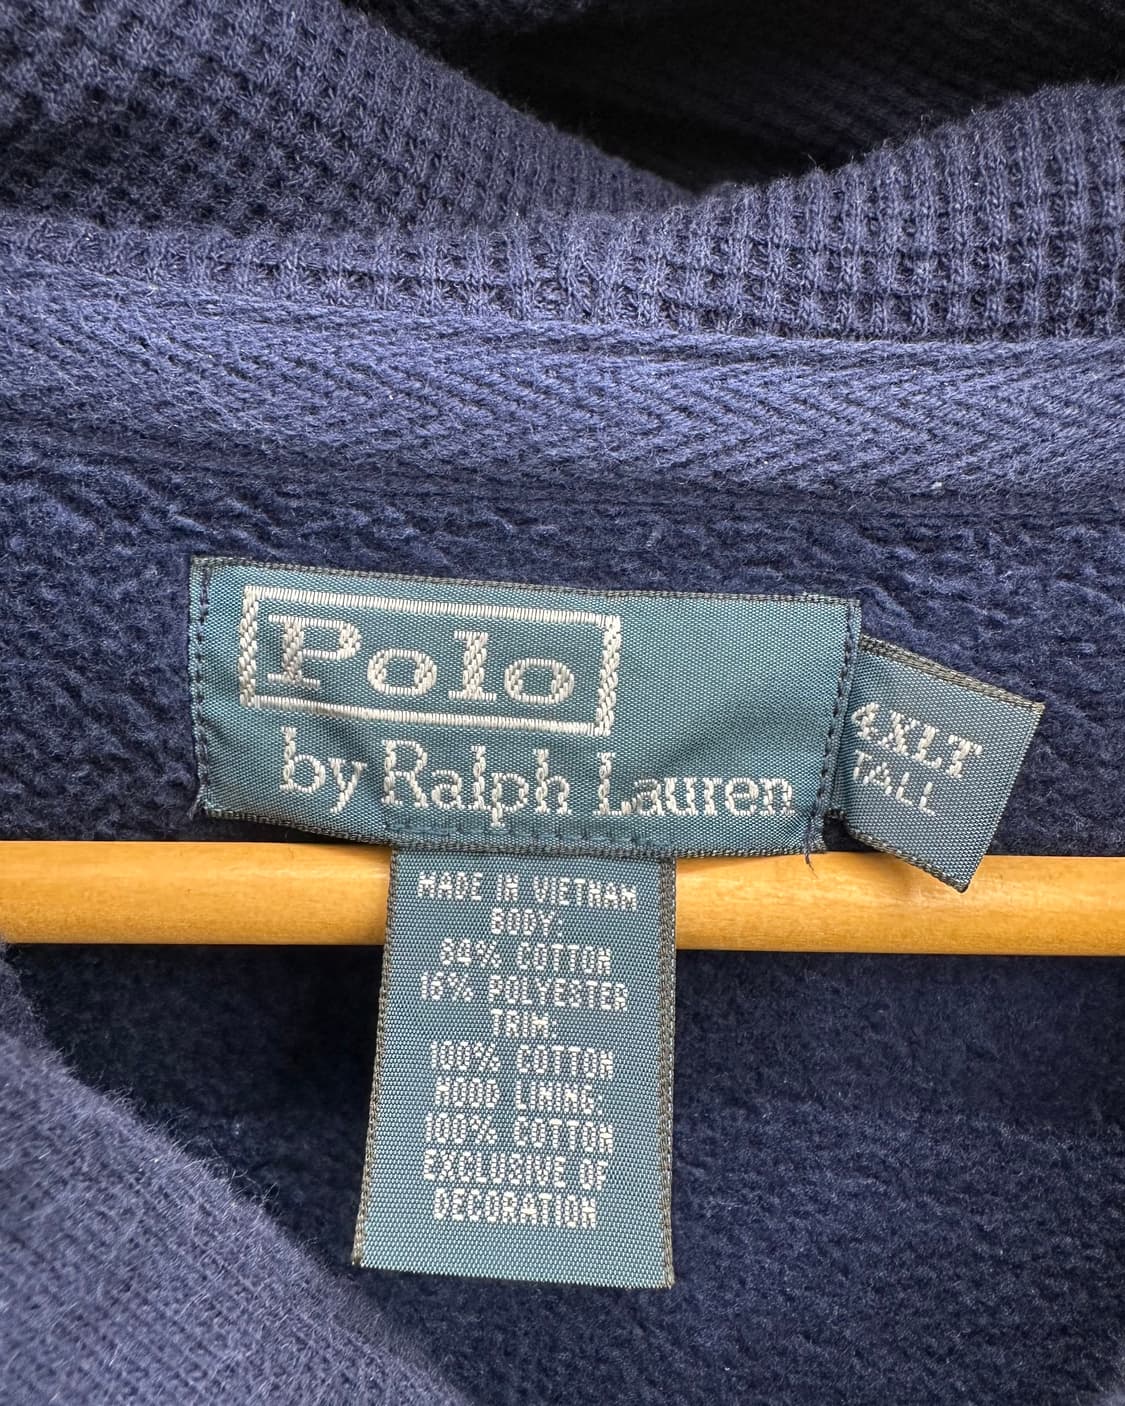 Polo
by Ralph Lauren
4XLT
TALL
MADE IN VIETNAM
BODY:
84% COTTON
16% POLYESTER
TRIM:
100% COTTON
HOOD LINING:
100% COTTON
EXCLUSIVE OF
DECORATION